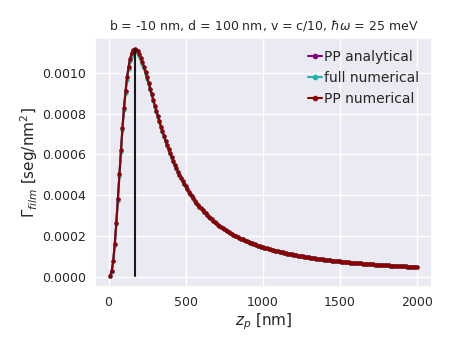 b = -10 nm, d = 100 nm, v = c/10, ℏω = 25 meV
PP analytical
full numerical
PP numerical
0.0010
0.0008
0.0006
0.0004
0.0002
0.0000
Γ_film [seg/nm²]
0 500 1000 1500 2000
z_p [nm]